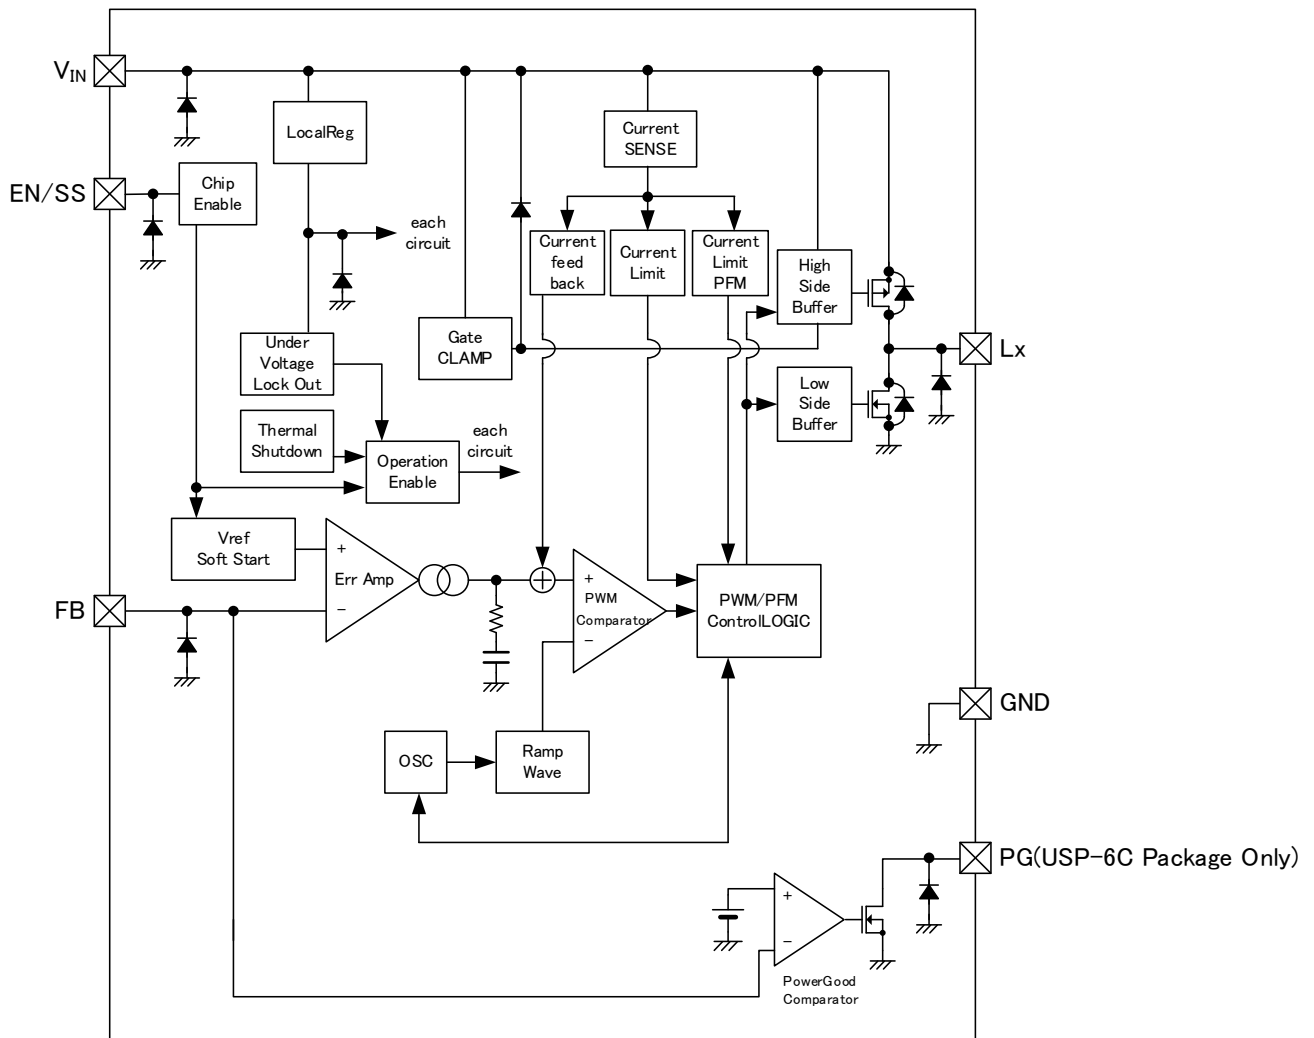 VIN
LocalReg
Current
SENSE
EN/SS
Chip
Enable
each
circuit
Current
feed
back
Current
Limit
Current
Limit
PFM
High
Side
Buffer
Under
Voltage
Lock Out
Gate
CLAMP
Lx
Low
Side
Buffer
Thermal
Shutdown
Operation
Enable
each
circuit
Vref
Soft Start
+
Err Amp
−
+
PWM
Comparator
−
PWM/PFM
ControlLOGIC
FB
GND
OSC
Ramp
Wave
PG(USP-6C Package Only)
+
−
PowerGood
Comparator